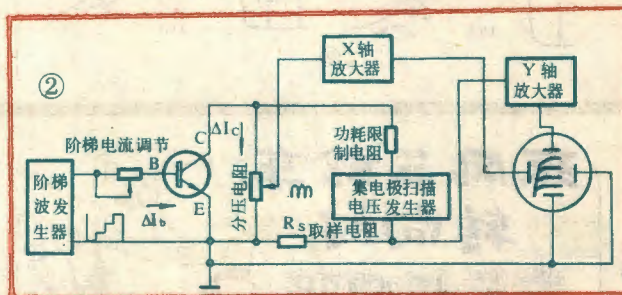 ②
X轴
放大器
Y轴
放大器
阶梯电流调节
B
C
ΔIc
E
ΔIb
阶梯
波发
生器
分压电阻
功耗限
制电阻
集电极扫描
电压发生器
Rs取样电阻